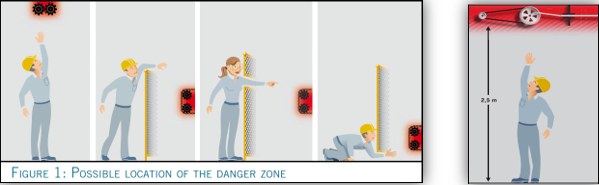 2,5 m
FIGURE 1: POSSIBLE LOCATION OF THE DANGER ZONE